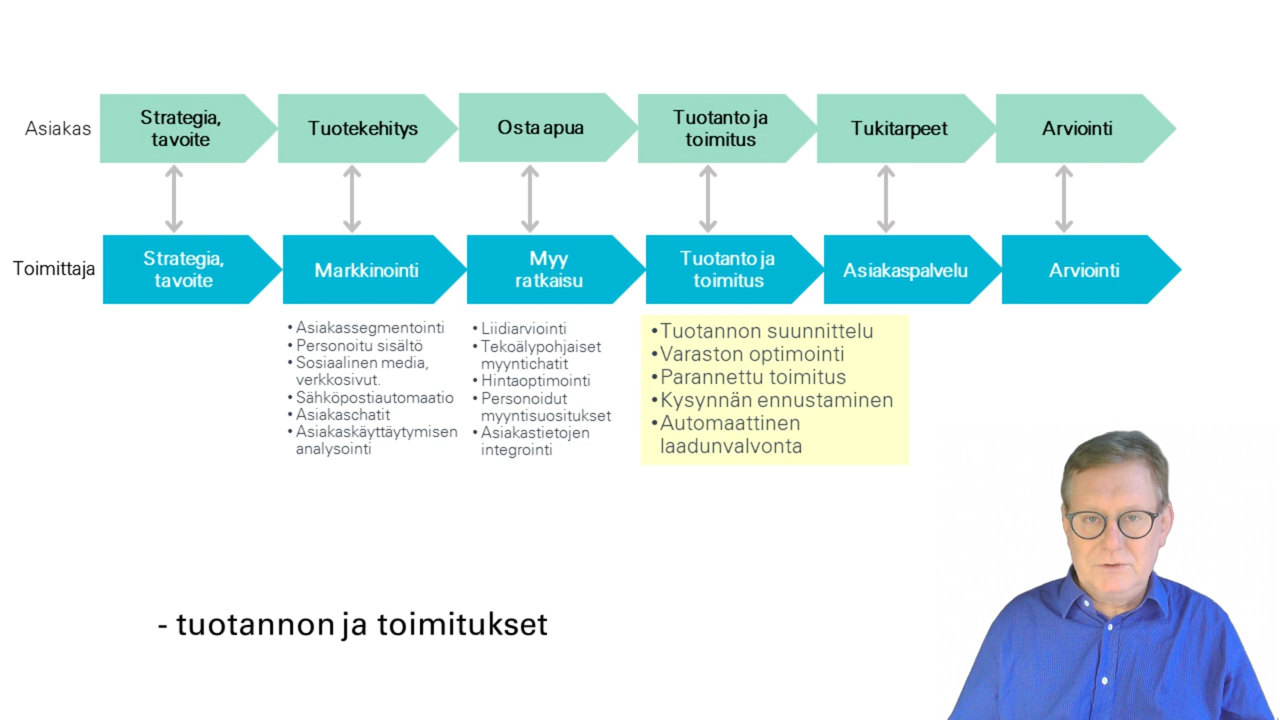 Asiakas
Strategia,
tavoite
Tuotekehitys
Osta apua
Tuotanto ja
toimitus
Tukitarpeet
Arviointi
Toimittaja
Strategia,
tavoite
Markkinointi
Myy
ratkaisu
Tuotanto ja
toimitus
Asiakaspalvelu
Arviointi
• Asiakassegmentointi
• Personoitu sisältö
• Sosiaalinen media,
verkkosivut.
• Sähköpostiautomaatio
• Asiakaschatit
• Asiakaskäyttäytymisen
analysointi
• Liidiarviointi
• Tekoälypohjaiset
myyntichatit
• Hintaoptimointi
• Personoidut
myyntisuositukset
• Asiakastietojen
integrointi
• Tuotannon suunnittelu
• Varaston optimointi
• Parannettu toimitus
• Kysynnän ennustaminen
• Automaattinen
laadunvalvonta
- tuotannon ja toimitukset